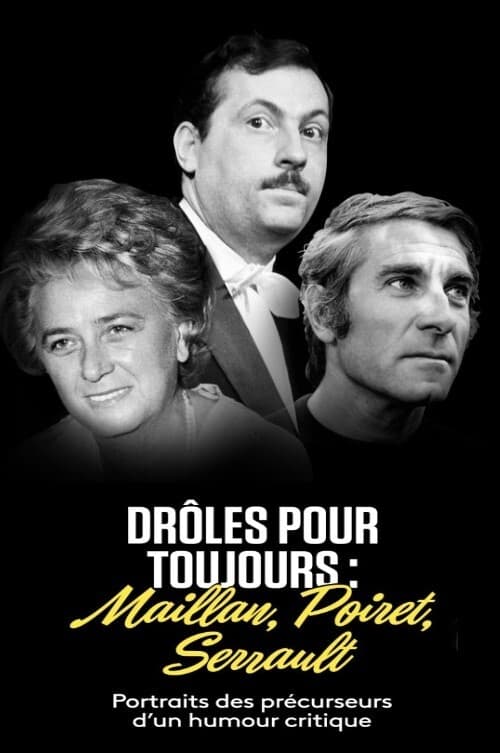 DRÔLES POUR
TOUJOURS :
Maillan, Poiret,
Serrault
Portraits des précurseurs
d'un humour critique